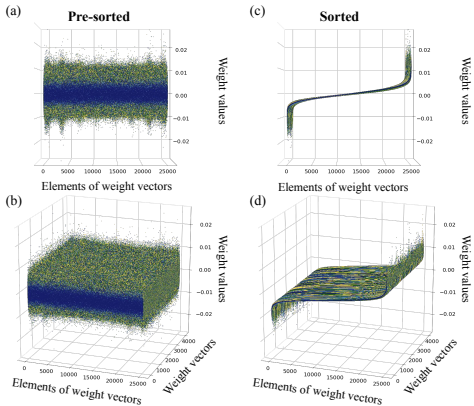 (a) Pre-sorted (c) Sorted
0.02
0.01
0.00
−0.01
−0.02
Weight values
0 5000 10000 15000 20000 25000
Elements of weight vectors
0.02
0.01
0.00
−0.01
−0.02
Weight values
0 5000 10000 15000 20000 25000
Elements of weight vectors
(b) (d)
0.02
0.01
0.00
−0.01
−0.02
Weight values
4000
3000
2000
1000
0
Weight vectors
0 5000 10000 15000 20000 25000
Elements of weight vectors
0.02
0.01
0.00
−0.01
−0.02
Weight values
4000
3000
2000
1000
0
Weight vectors
0 5000 10000 15000 20000 25000
Elements of weight vectors